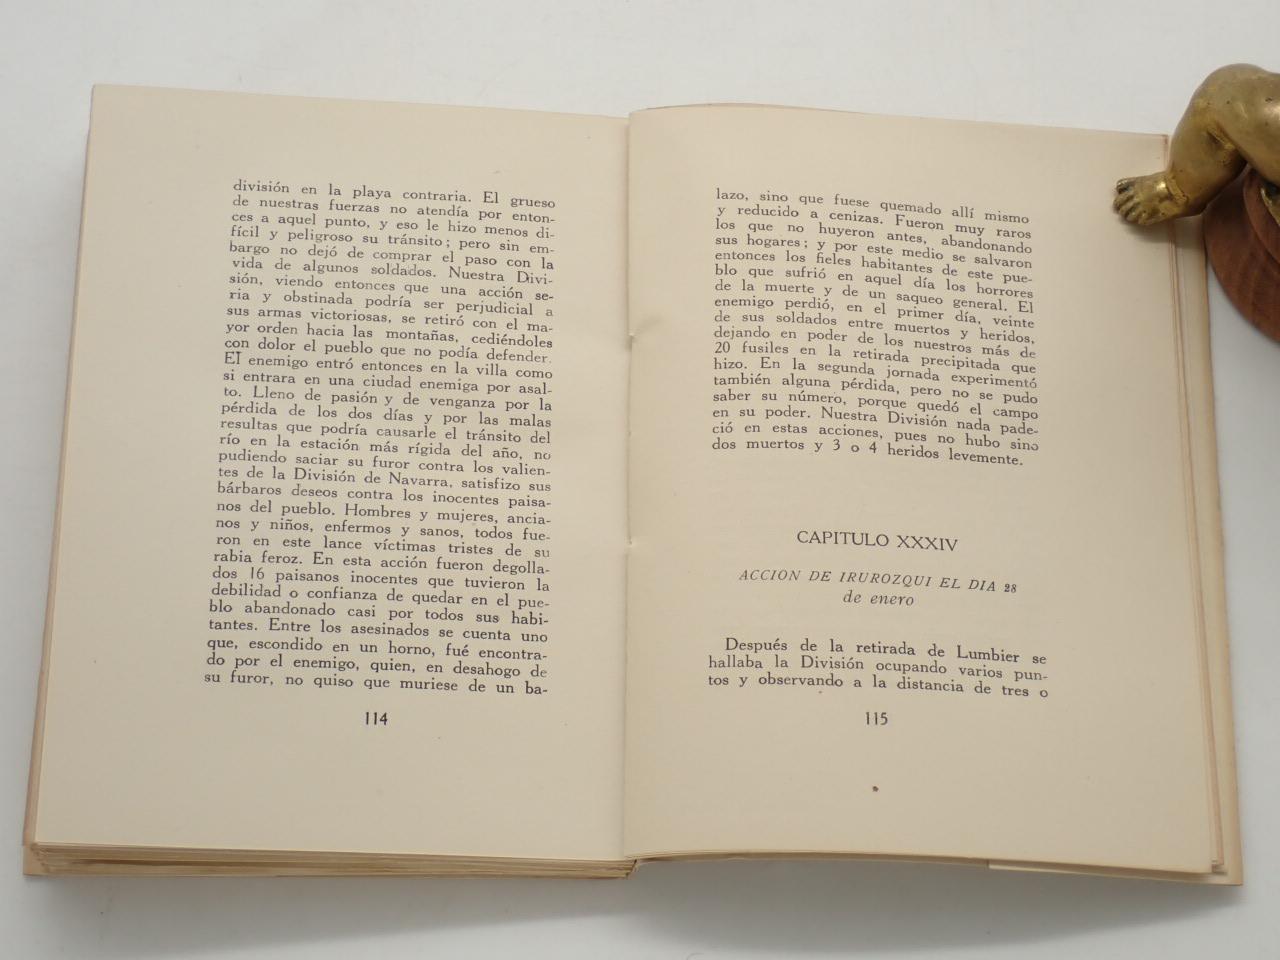 división en la playa contraria. El grueso
de nuestras fuerzas no atendía por enton-
ces a aquel punto, y eso le hizo menos di-
fícil y peligroso su tránsito; pero sin em-
bargo no dejó de comprar el paso con la
vida de algunos soldados. Nuestra Divi-
sión, viendo entonces que una acción se-
ria y obstinada podría ser perjudicial a
sus armas victoriosas, se retiró con el ma-
yor orden hacia las montañas, cediéndoles
con dolor el pueblo que no podía defender.
El enemigo entró entonces en la villa como
si entrara en una ciudad enemiga por asal-
to. Lleno de pasión y de venganza por la
pérdida de los dos días y por las malas
resultas que podría causarle el tránsito del
río en la estación más rígida del año, no
pudiendo saciar su furor contra los valien-
tes de la División de Navarra, satisfizo sus
bárbaros deseos contra los inocentes paisa-
nos del pueblo. Hombres y mujeres, ancia-
nos y niños, enfermos y sanos, todos fue-
ron en este lance víctimas tristes de su
rabia feroz. En esta acción fueron degolla-
dos 16 paisanos inocentes que tuvieron la
debilidad o confianza de quedar en el pue-
blo abandonado casi por todos sus habi-
tantes. Entre los asesinados se cuenta uno
que, escondido en un horno, fué encontra-
do por el enemigo, quien, en desahogo de
su furor, no quiso que muriese de un ba-
114
lazo, sino que fuese quemado allí mismo
y reducido a cenizas. Fueron muy raros
los que no huyeron antes, abandonando
sus hogares; y por este medio se salvaron
entonces los fieles habitantes de este pue-
blo que sufrió en aquel día los horrores
de la muerte y de un saqueo general. El
enemigo perdió, en el primer día, veinte
de sus soldados entre muertos y heridos,
dejando en poder de los nuestros más de
20 fusiles en la retirada precipitada que
hizo. En la segunda jornada experimentó
también alguna pérdida, pero no se pudo
saber su número, porque quedó el campo
en su poder. Nuestra División nada pade-
ció en estas acciones, pues no hubo sino
dos muertos y 3 o 4 heridos levemente.
CAPITULO XXXIV
ACCION DE IRUROZQUI EL DIA 28
de enero
Después de la retirada de Lumbier se
hallaba la División ocupando varios pun-
tos y observando a la distancia de tres o
115